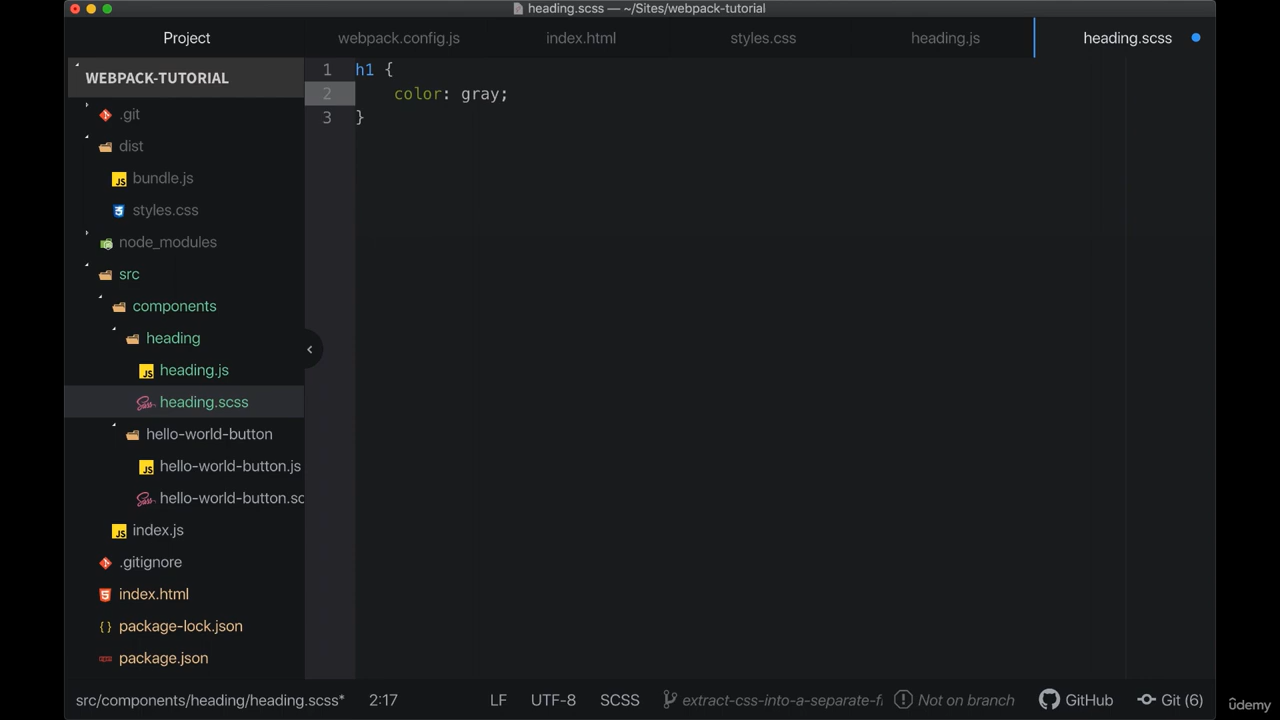 heading.scss — ~/Sites/webpack-tutorial
Project
webpack.config.js
index.html
styles.css
heading.js
heading.scss
WEBPACK-TUTORIAL
.git
dist
bundle.js
styles.css
node_modules
src
components
heading
heading.js
heading.scss
hello-world-button
hello-world-button.js
hello-world-button.sc
index.js
.gitignore
index.html
package-lock.json
package.json
1 h1 {
2 color: gray;
3 }
src/components/heading/heading.scss* 2:17 LF UTF-8 SCSS extract-css-into-a-separate-fi Not on branch GitHub Git (6)
ûdemy